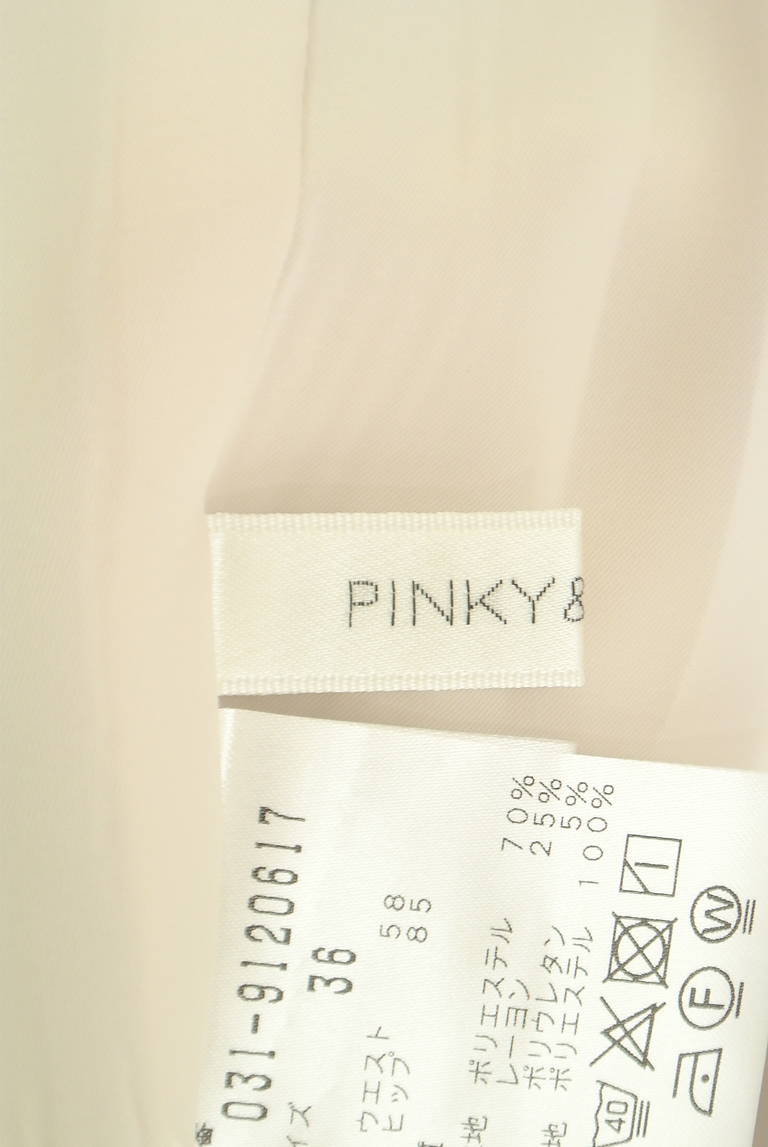 PINKY&
031-9120617
イズ 36
ウエスト 58
ヒップ 85
地 ポリエステル 70%
レーヨン 25%
ポリウレタン 5%
地 ポリエステル 100%
40
W
F